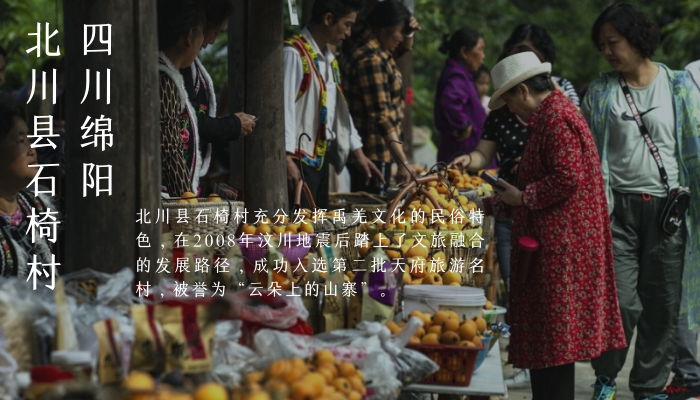 四川绵阳
北川县石椅村
北川县石椅村充分发挥禹羌文化的民俗特
色，在2008年汶川地震后踏上了文旅融合
的发展路径，成功入选第二批天府旅游名
村，被誉为“云朵上的山寨”。